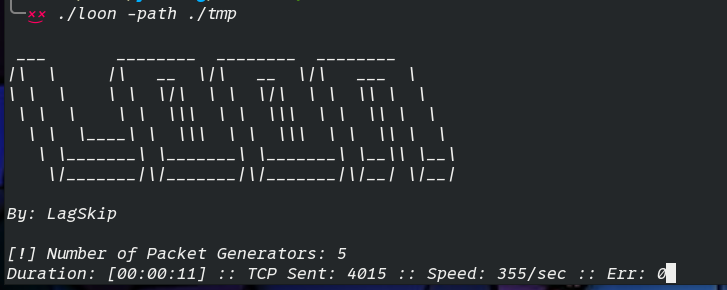 ./loon -path ./tmp
LOON
By: LagSkip
[!] Number of Packet Generators: 5
Duration: [00:00:11] :: TCP Sent: 4015 :: Speed: 355/sec :: Err: 0